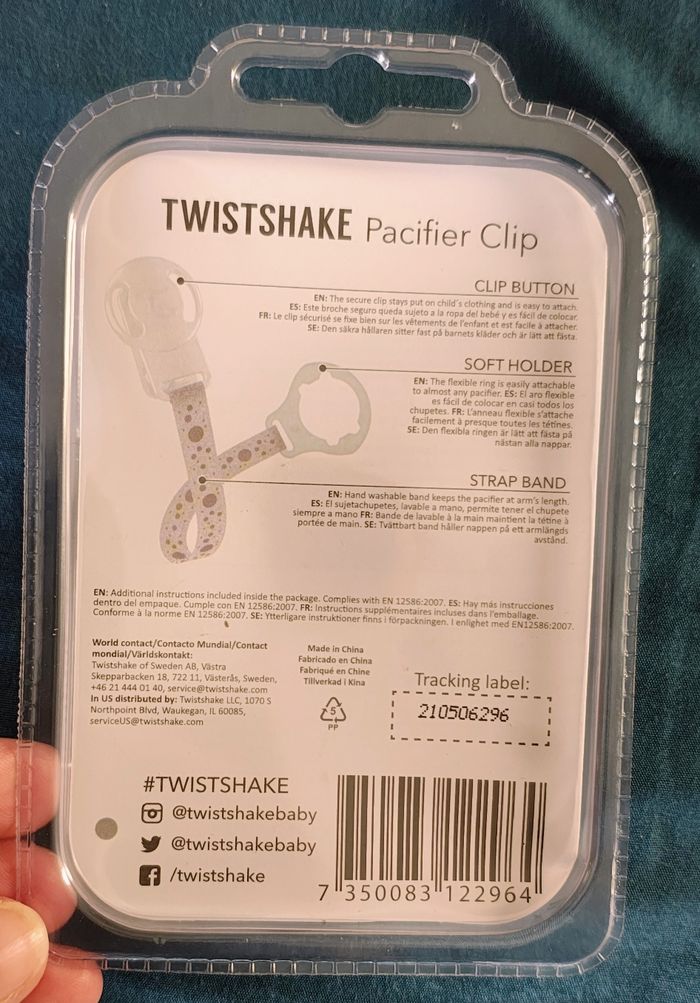 TWISTSHAKE Pacifier Clip
CLIP BUTTON
EN: The secure clip stays put on child´s clothing and is easy to attach.
ES: Este broche seguro queda sujeto a la ropa del bebé y es fácil de colocar.
FR: Le clip sécurisé se fixe bien sur les vêtements de l'enfant et est facile à attacher.
SE: Den säkra hållaren sitter fast på barnets kläder och är lätt att fästa.
SOFT HOLDER
EN: The flexible ring is easily attachable
to almost any pacifier. ES: El aro flexible
es fácil de colocar en casi todos los
chupetes. FR: L'anneau flexible s'attache
facilement à presque toutes les tétines.
SE: Den flexibla ringen är lätt att fästa på
nästan alla nappar.
STRAP BAND
EN: Hand washable band keeps the pacifier at arm's length.
ES: El sujetachupetes, lavable a mano, permite tener el chupete
siempre a mano FR: Bande de lavable à la main maintient la tétine à
portée de main. SE: Tvättbart band håller nappen på ett armlängds
avstånd.
EN: Additional instructions included inside the package. Complies with EN 12586:2007. ES: Hay más instrucciones
dentro del empaque. Cumple con EN 12586:2007. FR: Instructions supplémentaires incluses dans l'emballage.
Conforme à la norme EN 12586:2007. SE: Ytterligare instruktioner finns i förpackningen. I enlighet med EN12586:2007.
World contact/Contacto Mundial/Contact
mondial/Världskontakt:
Twistshake of Sweden AB, Västra
Skepparbacken 18, 722 11, Västerås, Sweden,
+46 21 444 01 40, service@twistshake.com
In US distributed by: Twistshake LLC, 1070 S
Northpoint Blvd, Waukegan, IL 60085,
serviceUS@twistshake.com
Made in China
Fabricado en China
Fabriqué en Chine
Tillverkad i Kina
5
PP
Tracking label:
210506296
#TWISTSHAKE
@twistshakebaby
@twistshakebaby
/twistshake
7 350083 122964